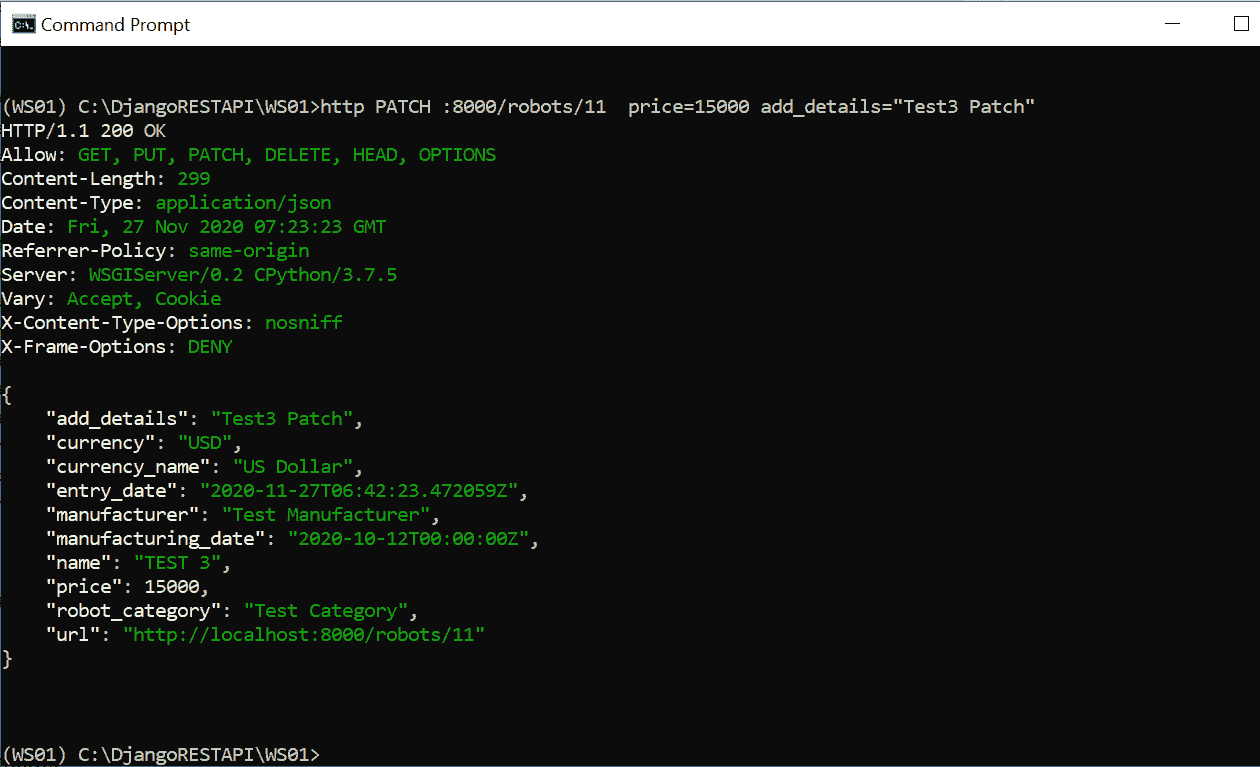 Command Prompt
(WS01) C:\DjangoRESTAPI\WS01>http PATCH :8000/robots/11  price=15000 add_details="Test3 Patch"
HTTP/1.1 200 OK
Allow: GET, PUT, PATCH, DELETE, HEAD, OPTIONS
Content-Length: 299
Content-Type: application/json
Date: Fri, 27 Nov 2020 07:23:23 GMT
Referrer-Policy: same-origin
Server: WSGIServer/0.2 CPython/3.7.5
Vary: Accept, Cookie
X-Content-Type-Options: nosniff
X-Frame-Options: DENY
{
    "add_details": "Test3 Patch",
    "currency": "USD",
    "currency_name": "US Dollar",
    "entry_date": "2020-11-27T06:42:23.472059Z",
    "manufacturer": "Test Manufacturer",
    "manufacturing_date": "2020-10-12T00:00:00Z",
    "name": "TEST 3",
    "price": 15000,
    "robot_category": "Test Category",
    "url": "http://localhost:8000/robots/11"
}
(WS01) C:\DjangoRESTAPI\WS01>